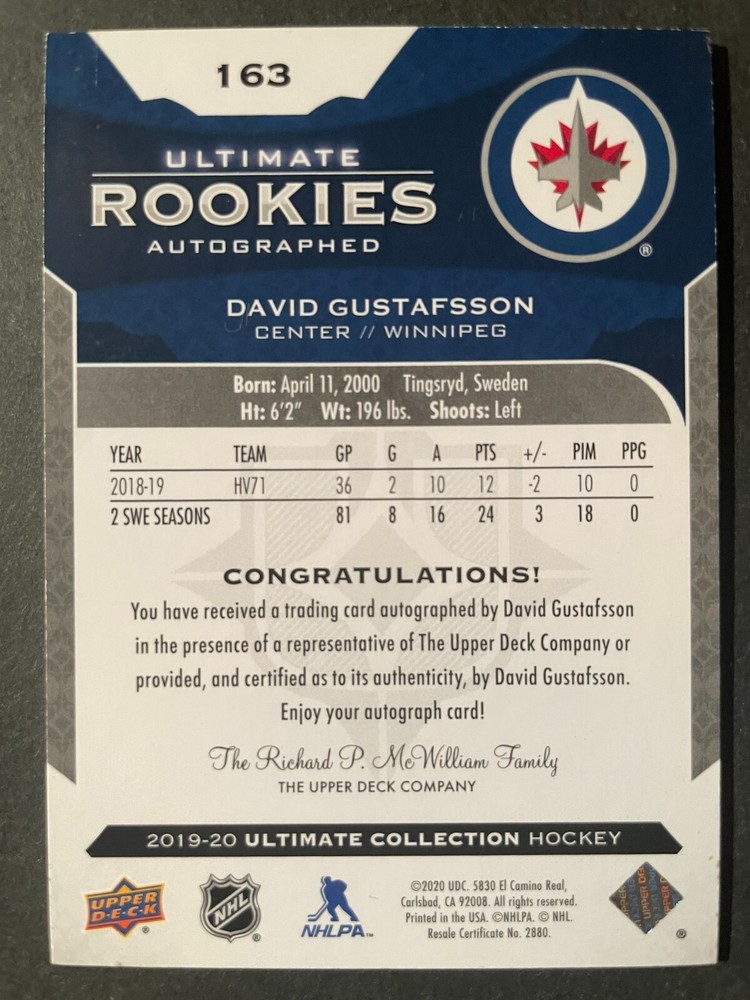 163
ULTIMATE
ROOKIES
AUTOGRAPHED
®
DAVID GUSTAFSSON
CENTER // WINNIPEG
Born: April 11, 2000 Tingsryd, Sweden
Ht: 6'2" Wt: 196 lbs. Shoots: Left
YEAR TEAM GP G A PTS +/- PIM PPG
2018-19 HV71 36 2 10 12 -2 10 0
2 SWE SEASONS 81 8 16 24 3 18 0
CONGRATULATIONS!
You have received a trading card autographed by David Gustafsson
in the presence of a representative of The Upper Deck Company or
provided, and certified as to its authenticity, by David Gustafsson.
Enjoy your autograph card!
The Richard P. McWilliam Family
THE UPPER DECK COMPANY
2019-20 ULTIMATE COLLECTION HOCKEY
UPPER
D·E·C·K
®
NHL
®
NHLPA™
©2020 UDC. 5830 El Camino Real,
Carlsbad, CA 92008. All rights reserved.
Printed in the USA. ©NHLPA. © NHL.
Resale Certificate No. 2880.
UPPER DE
®